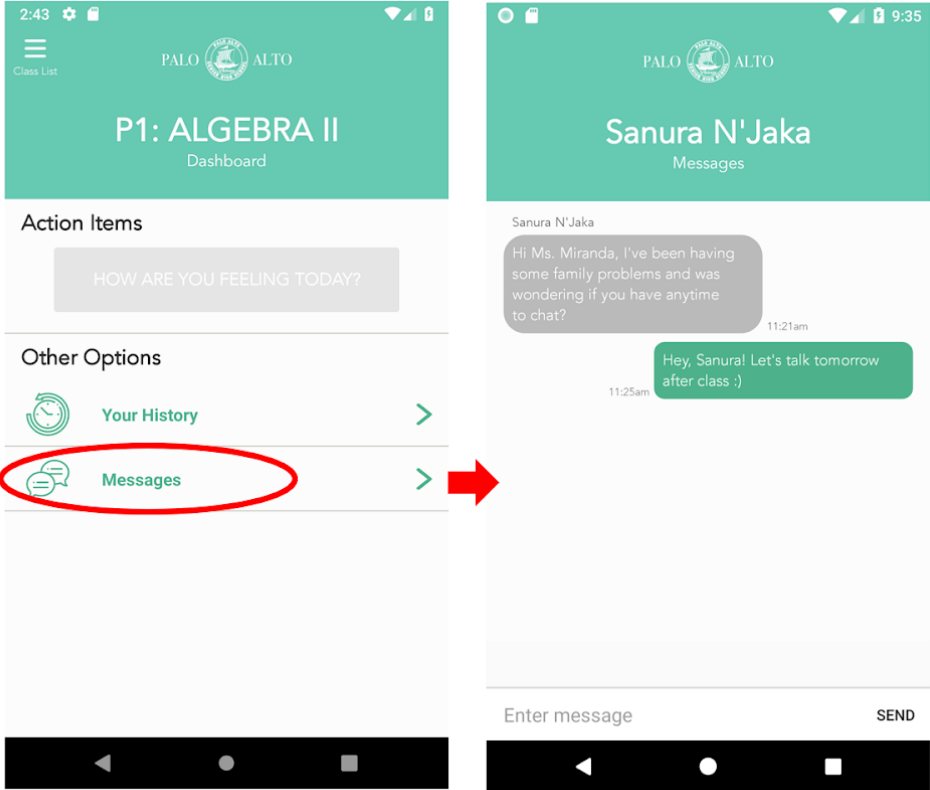 2:43
Class List
PALO ALTO
P1: ALGEBRA II
Dashboard
Action Items
HOW ARE YOU FEELING TODAY?
Other Options
Your History
Messages
9:35
PALO ALTO
Sanura N'Jaka
Messages
Sanura N'Jaka
Hi Ms. Miranda, I've been having
some family problems and was
wondering if you have anytime
to chat?
11:21am
Hey, Sanura! Let's talk tomorrow
after class :)
11:25am
Enter message
SEND